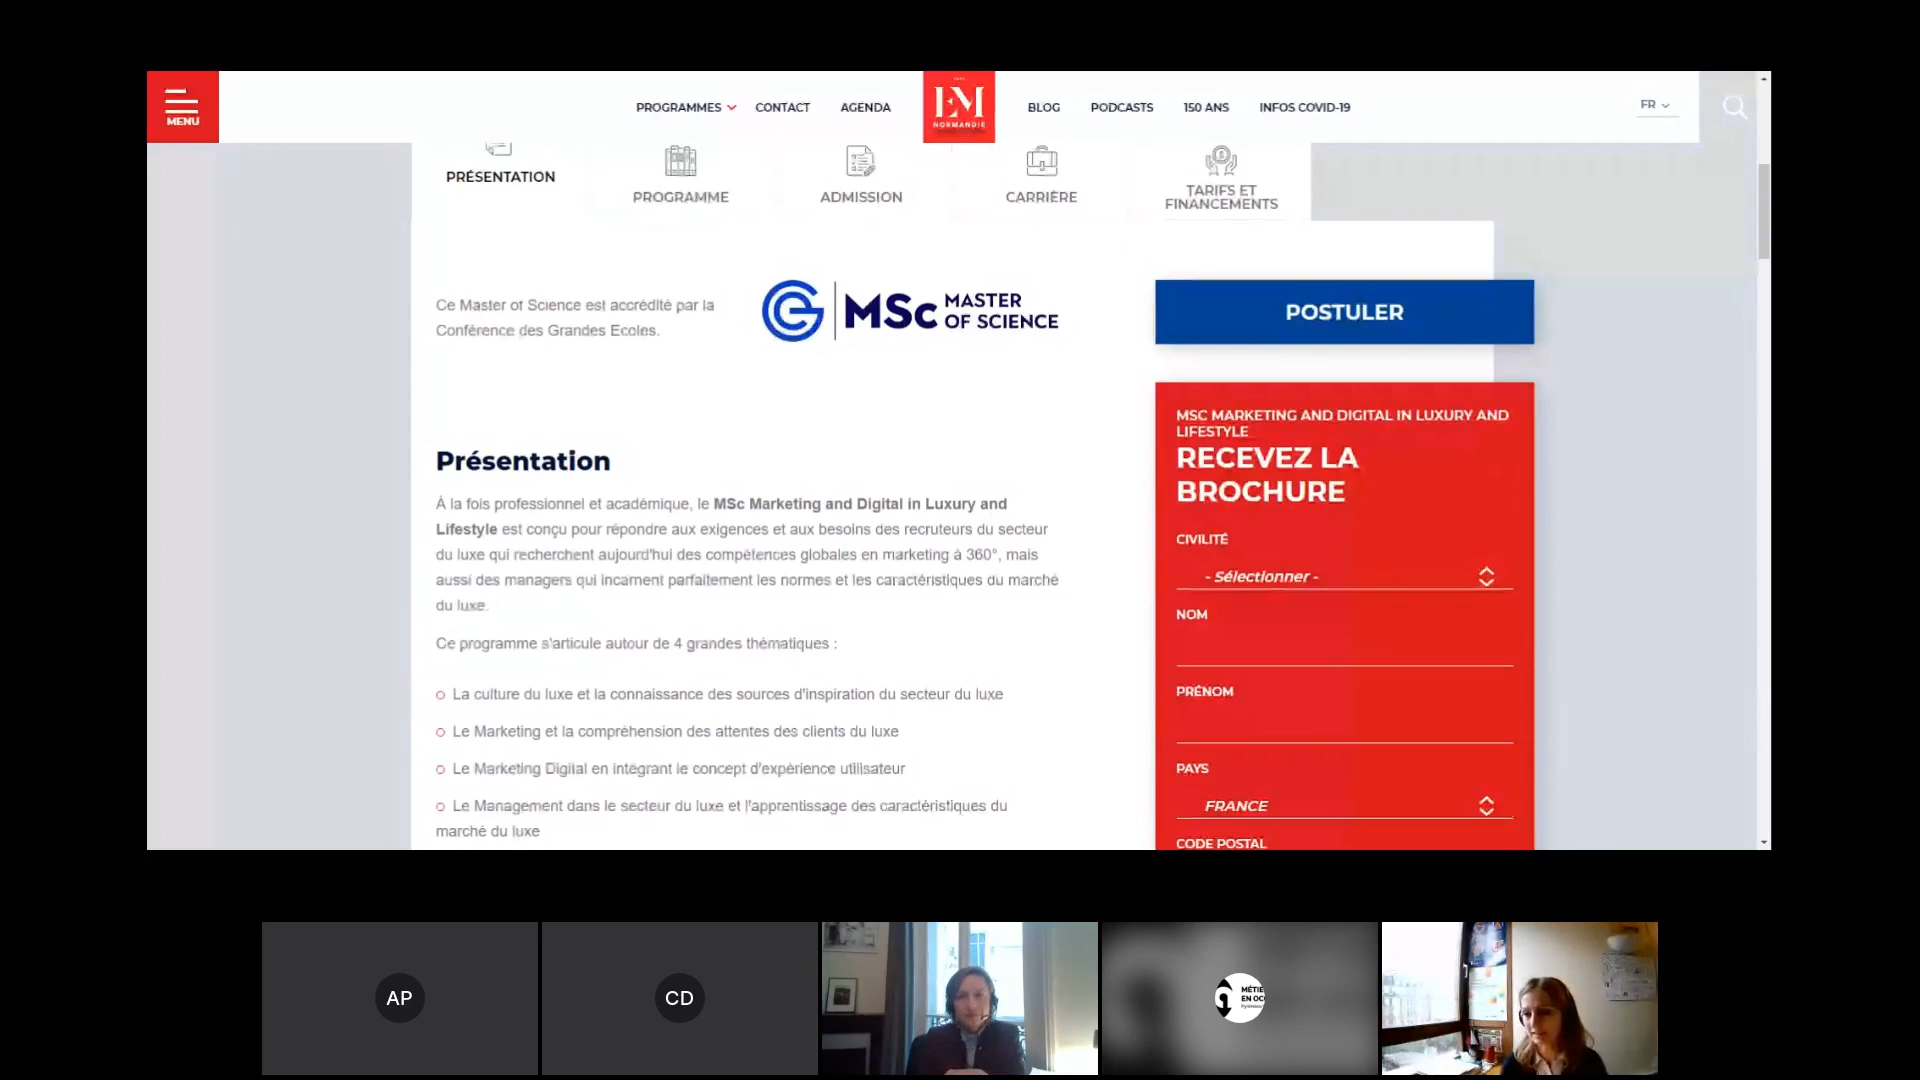 MENU
PROGRAMMES
CONTACT
AGENDA
EM
NORMANDIE
BLOG
PODCASTS
150 ANS
INFOS COVID-19
FR
PRÉSENTATION
PROGRAMME
ADMISSION
CARRIÈRE
TARIFS ET
FINANCEMENTS
Ce Master of Science est accrédité par la
Conférence des Grandes Ecoles.
MSc MASTER
OF SCIENCE
POSTULER
Présentation
À la fois professionnel et académique, le MSc Marketing and Digital in Luxury and
Lifestyle est conçu pour répondre aux exigences et aux besoins des recruteurs du secteur
du luxe qui recherchent aujourd'hui des compétences globales en marketing à 360°, mais
aussi des managers qui incarnent parfaitement les normes et les caractéristiques du marché
du luxe.
Ce programme s'articule autour de 4 grandes thématiques :
La culture du luxe et la connaissance des sources d'inspiration du secteur du luxe
Le Marketing et la compréhension des attentes des clients du luxe
Le Marketing Digital en intégrant le concept d'expérience utilisateur
Le Management dans le secteur du luxe et l'apprentissage des caractéristiques du
marché du luxe
MSC MARKETING AND DIGITAL IN LUXURY AND
LIFESTYLE
RECEVEZ LA
BROCHURE
CIVILITÉ
- Sélectionner -
NOM
PRÉNOM
PAYS
FRANCE
CODE POSTAL
AP
CD
MÉTIE
EN OC